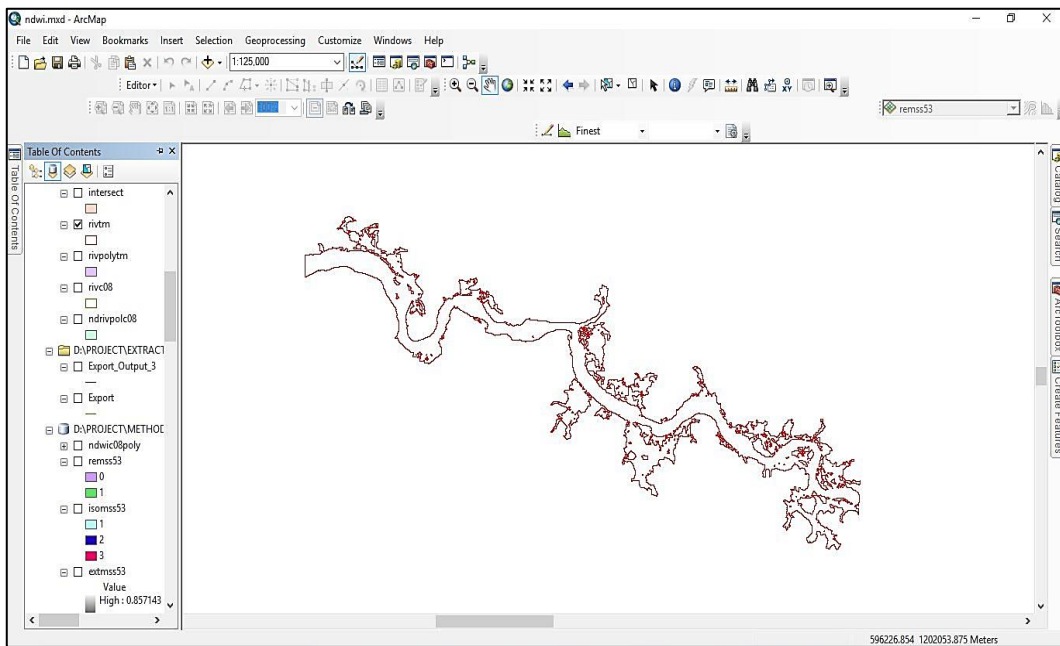 ndwi.mxd - ArcMap
File Edit View Bookmarks Insert Selection Geoprocessing Customize Windows Help
1:125,000
Editor
remss53
Finest
Table Of Contents
Table Of Contents
intersect
rivtm
rivpolytm
rivc08
ndrivpolc08
D:\PROJECT\EXTRACT
Export_Output_3
Export
D:\PROJECT\METHOD
ndwic08poly
remss53
0
1
isomss53
1
2
3
extmss53
Value
High : 0.857143
Catalog
Search
ArcToolbox
Create Features
596226.854 1202053.875 Meters